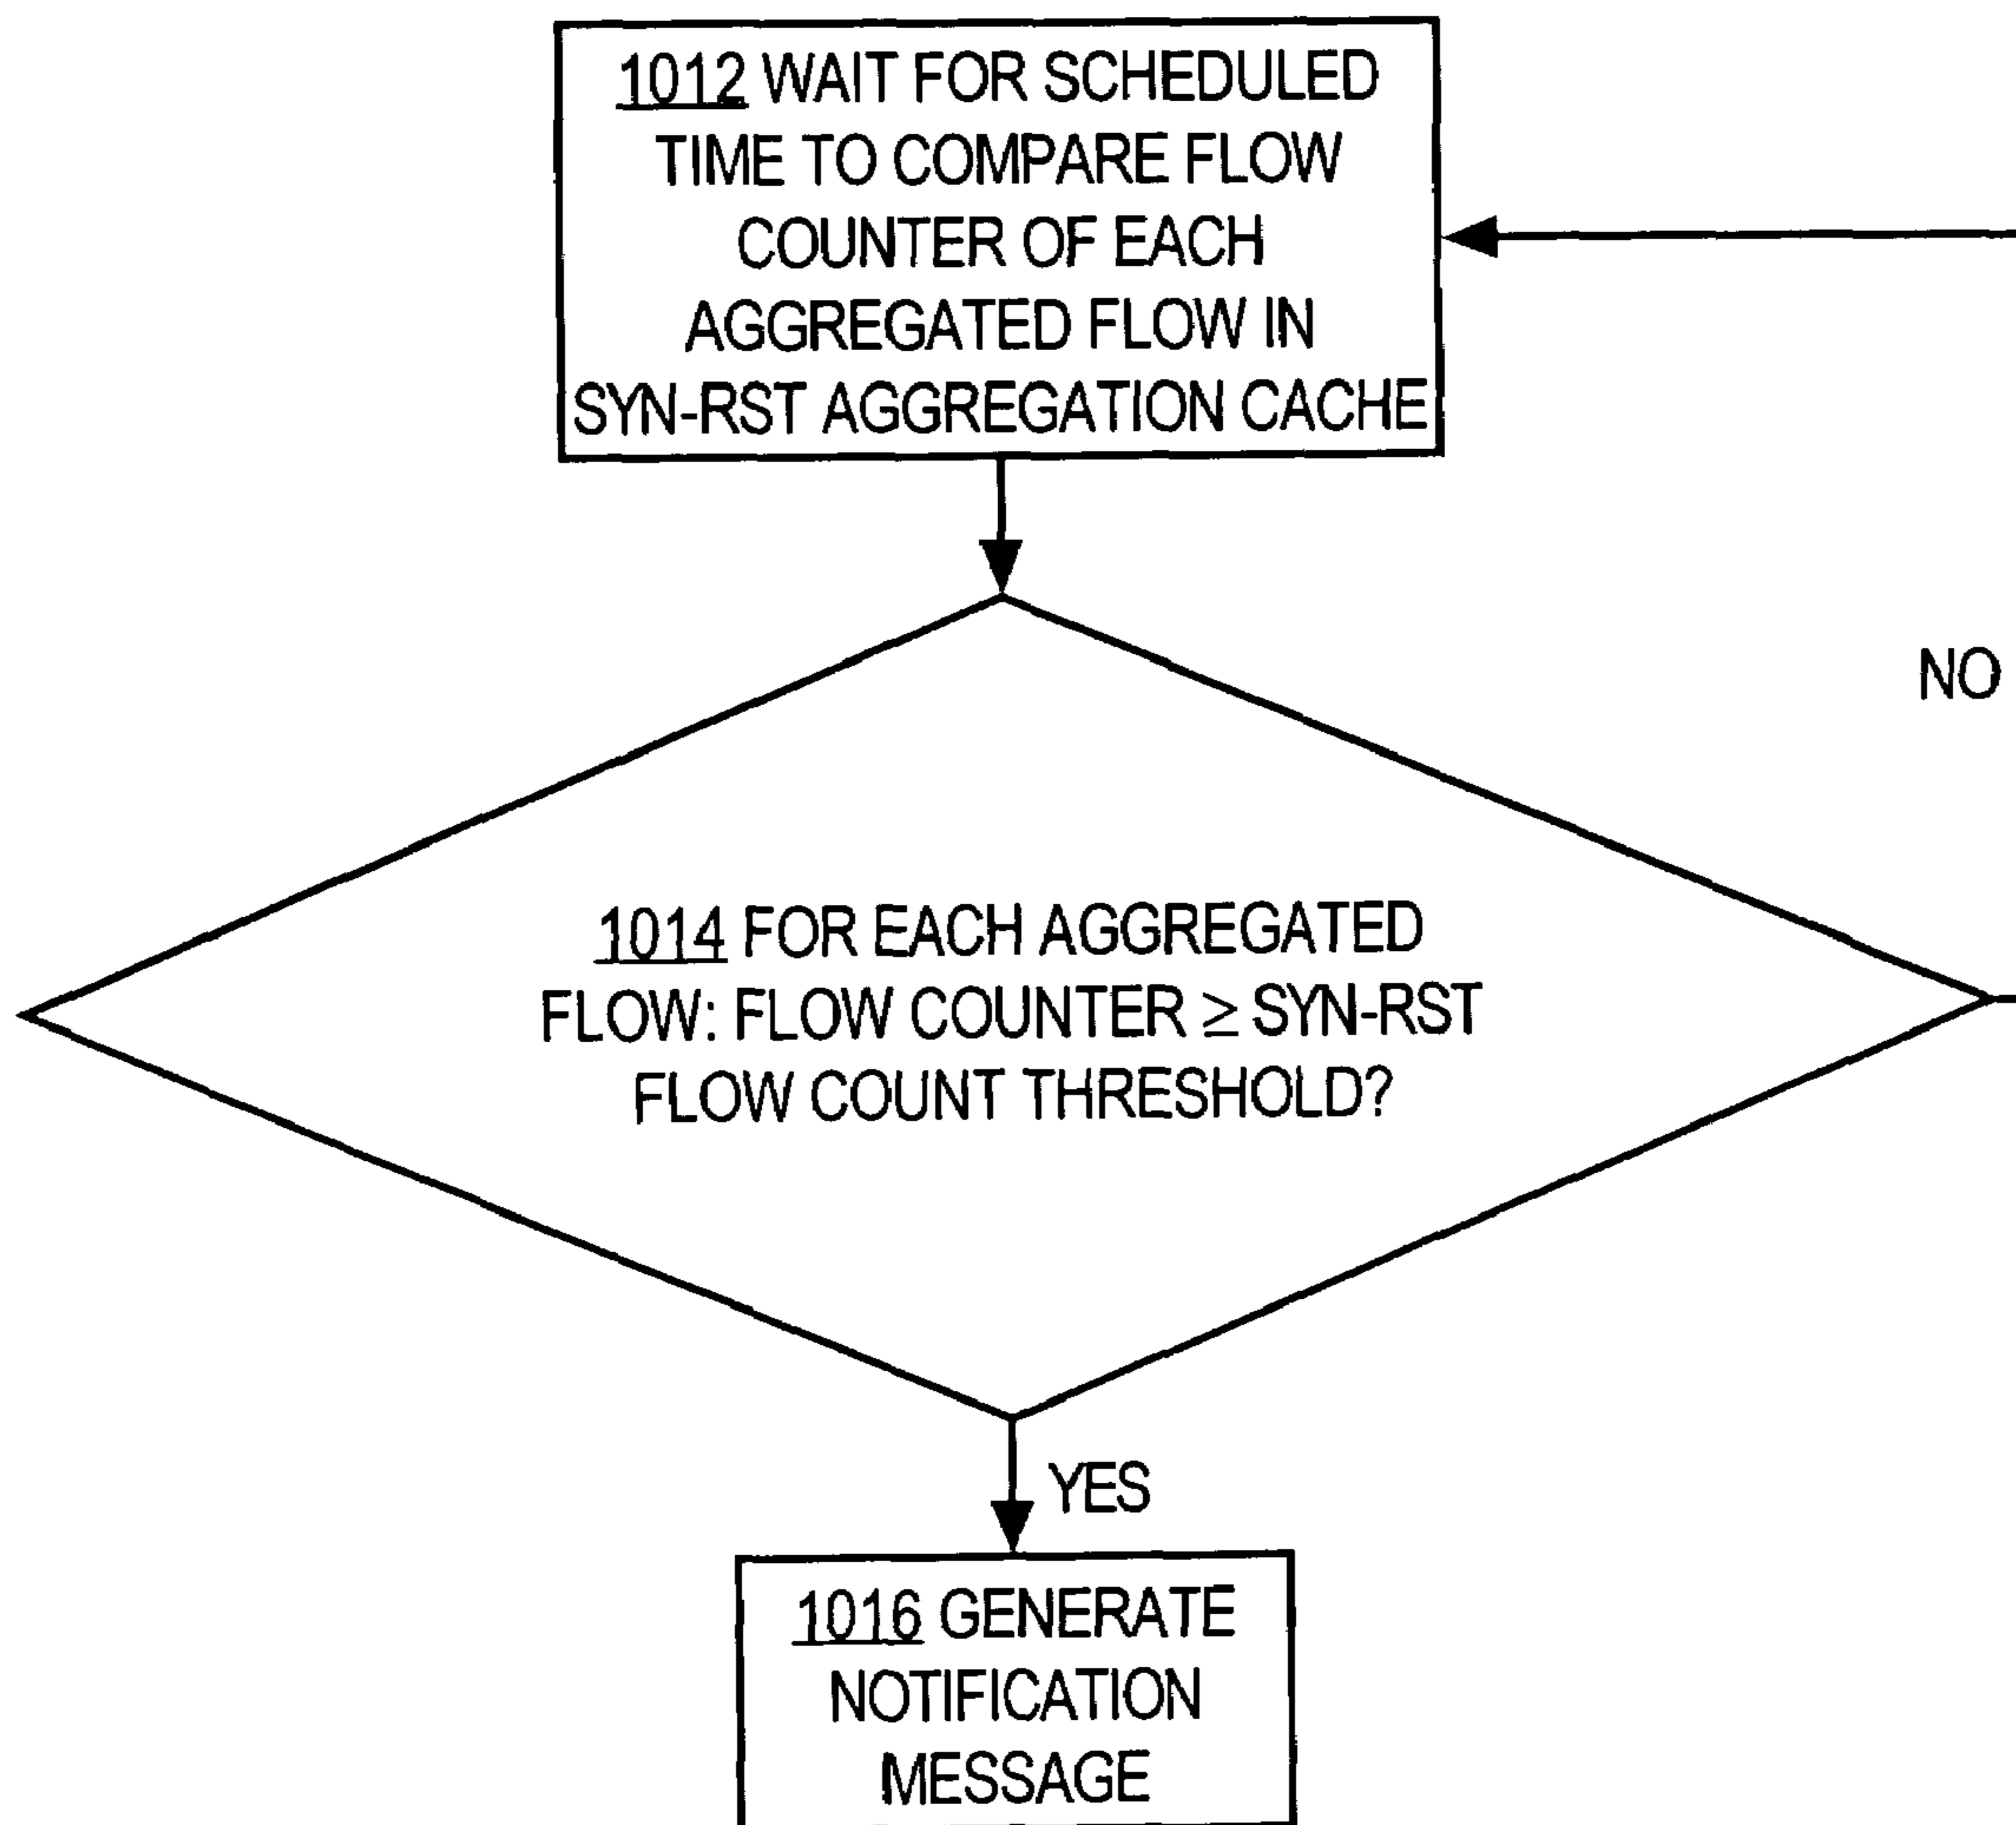 1012 WAIT FOR SCHEDULED
TIME TO COMPARE FLOW
COUNTER OF EACH
AGGREGATED FLOW IN
SYN-RST AGGREGATION CACHE
NO
1014 FOR EACH AGGREGATED
FLOW: FLOW COUNTER ≥ SYN-RST
FLOW COUNT THRESHOLD?
YES
1016 GENERATE
NOTIFICATION
MESSAGE